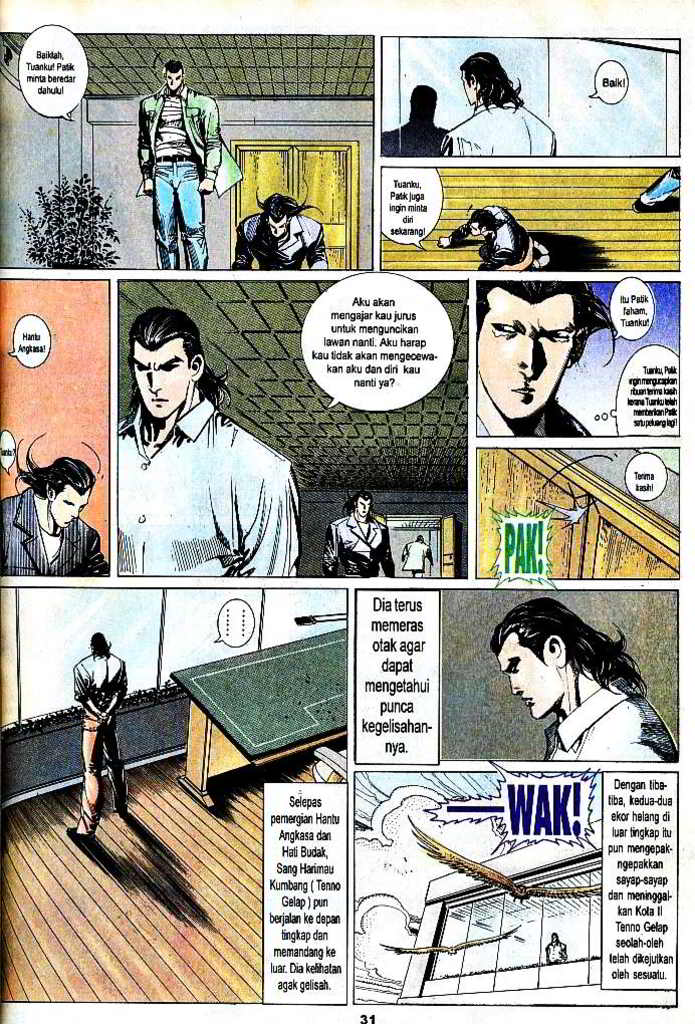 Baiklah,
Tuanku! Patik
minta beredar
dahulu!
Baik!
Tuanku,
Patik juga
ingin minta
diri
sekarang!
Hantu
Angkasa!
Aku akan
mengajar kau jurus
untuk menguncikan
lawan nanti. Aku harap
kau tidak akan mengecewa-
kan aku dan diri kau
nanti ya?
Itu Patik
faham,
Tuanku!
Tuanku, Patik
ingin mengucapkan
ribuan terima kasih
kerana Tuanku telah
memberikan Patik
satu peluang lagi!
Terima
kasih!
PAK!
......
Selepas
pemergian Hantu
Angkasa dan
Hati Budak,
Sang Harimau
Kumbang ( Tenno
Gelap ) pun
berjalan ke depan
tingkap dan
memandang ke
luar. Dia kelihatan
agak gelisah.
Dia terus
memeras
otak agar
dapat
mengetahui
punca
kegelisahan-
nya.
WAK!
Dengan tiba-
tiba, kedua-dua
ekor helang di
luar tingkap itu
pun mengepak-
ngepakkan
sayap-sayap
dan meninggal-
kan Kota Il
Tenno Gelap
seolah-oleh
telah dikejutkan
oleh sesuatu.
31